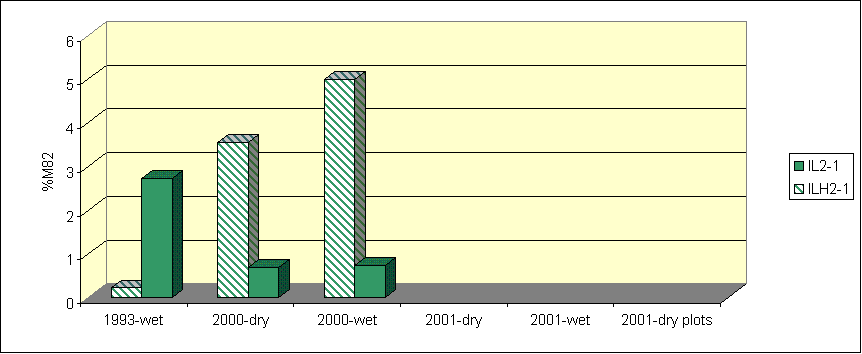 %M82
6
5
4
3
2
1
0
1993-wet
2000-dry
2000-wet
2001-dry
2001-wet
2001-dry plots
IL2-1
ILH2-1